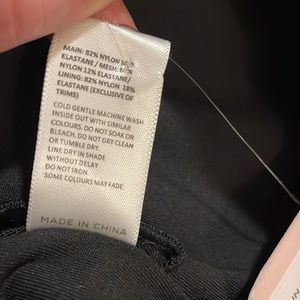 MAIN: 82% NYLON 18%
ELASTANE / MESH: 88%
NYLON 12% ELASTANE/
LINING: 82% NYLON 18%
ELASTANE (EXCLUSIVE OF
TRIMS)
COLD GENTLE MACHINE WASH
INSIDE OUT WITH SIMILAR
COLOURS. DO NOT SOAK OR
BLEACH. DO NOT DRY CLEAN
OR TUMBLE DRY.
LINE DRY IN SHADE
WITHOUT DELAY
DO NOT IRON.
SOME COLOURS MAY FADE
MADE IN CHINA